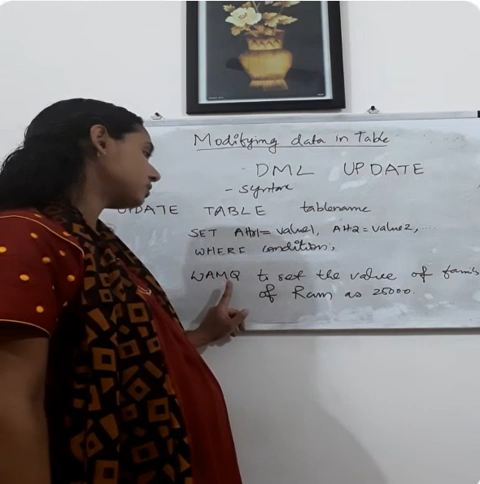 Modifying data in Table
- DML UPDATE
- Syntax
UPDATE TABLE tablename
SET Attr1=value1, Attr2=value2, ...
WHERE condition;
WAMQ to set the value of
of Ram as 25000.